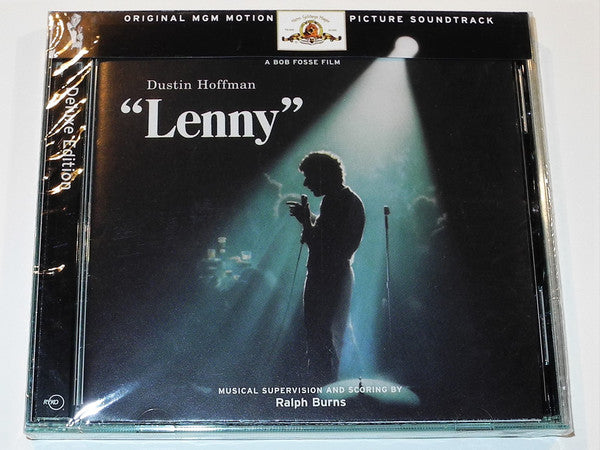 ORIGINAL MGM MOTION PICTURE SOUNDTRACK
A BOB FOSSE FILM
Dustin Hoffman
“Lenny”
Deluxe Edition
MUSICAL SUPERVISION AND SCORING BY
Ralph Burns
RYKO